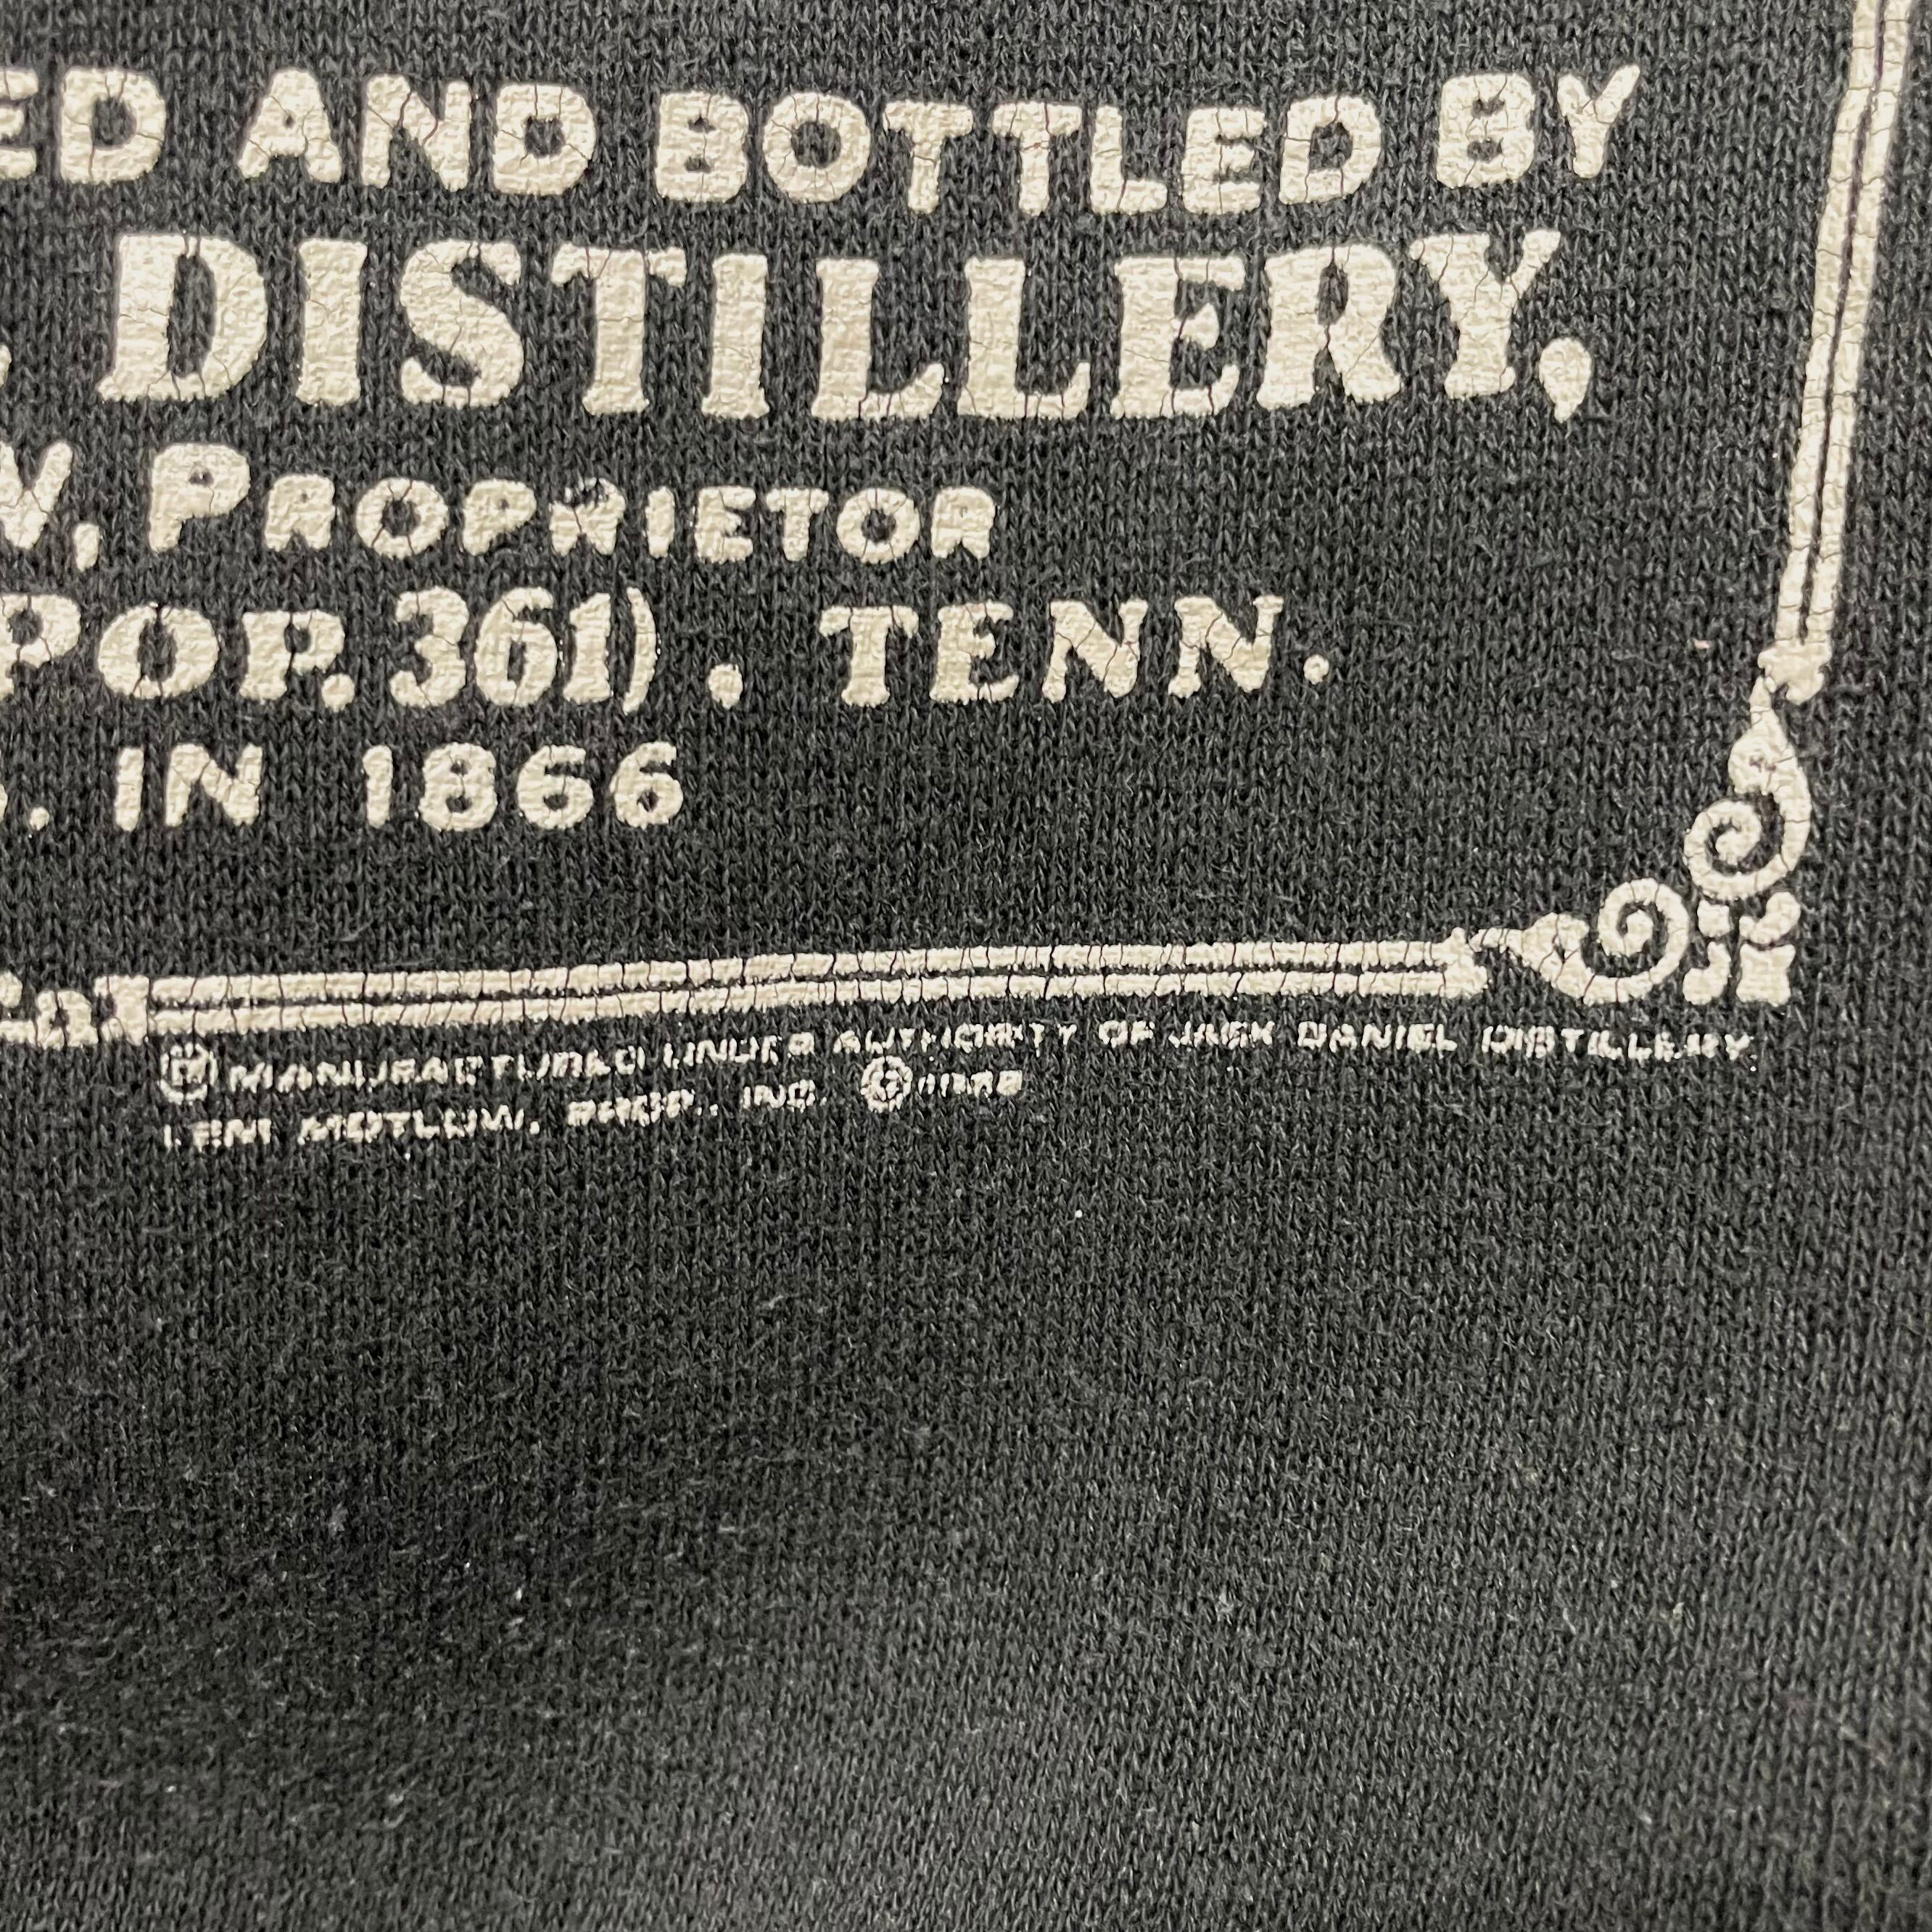 ED AND BOTTLED BY
DISTILLERY,
W, PROPRIETOR
POP. 361) . TENN.
S. IN 1866
Ⓜ MANUFACTURED UNDER AUTHORITY OF JACK DANIEL DISTILLERY,
LEM MOTLOW, PROP., INC. ©